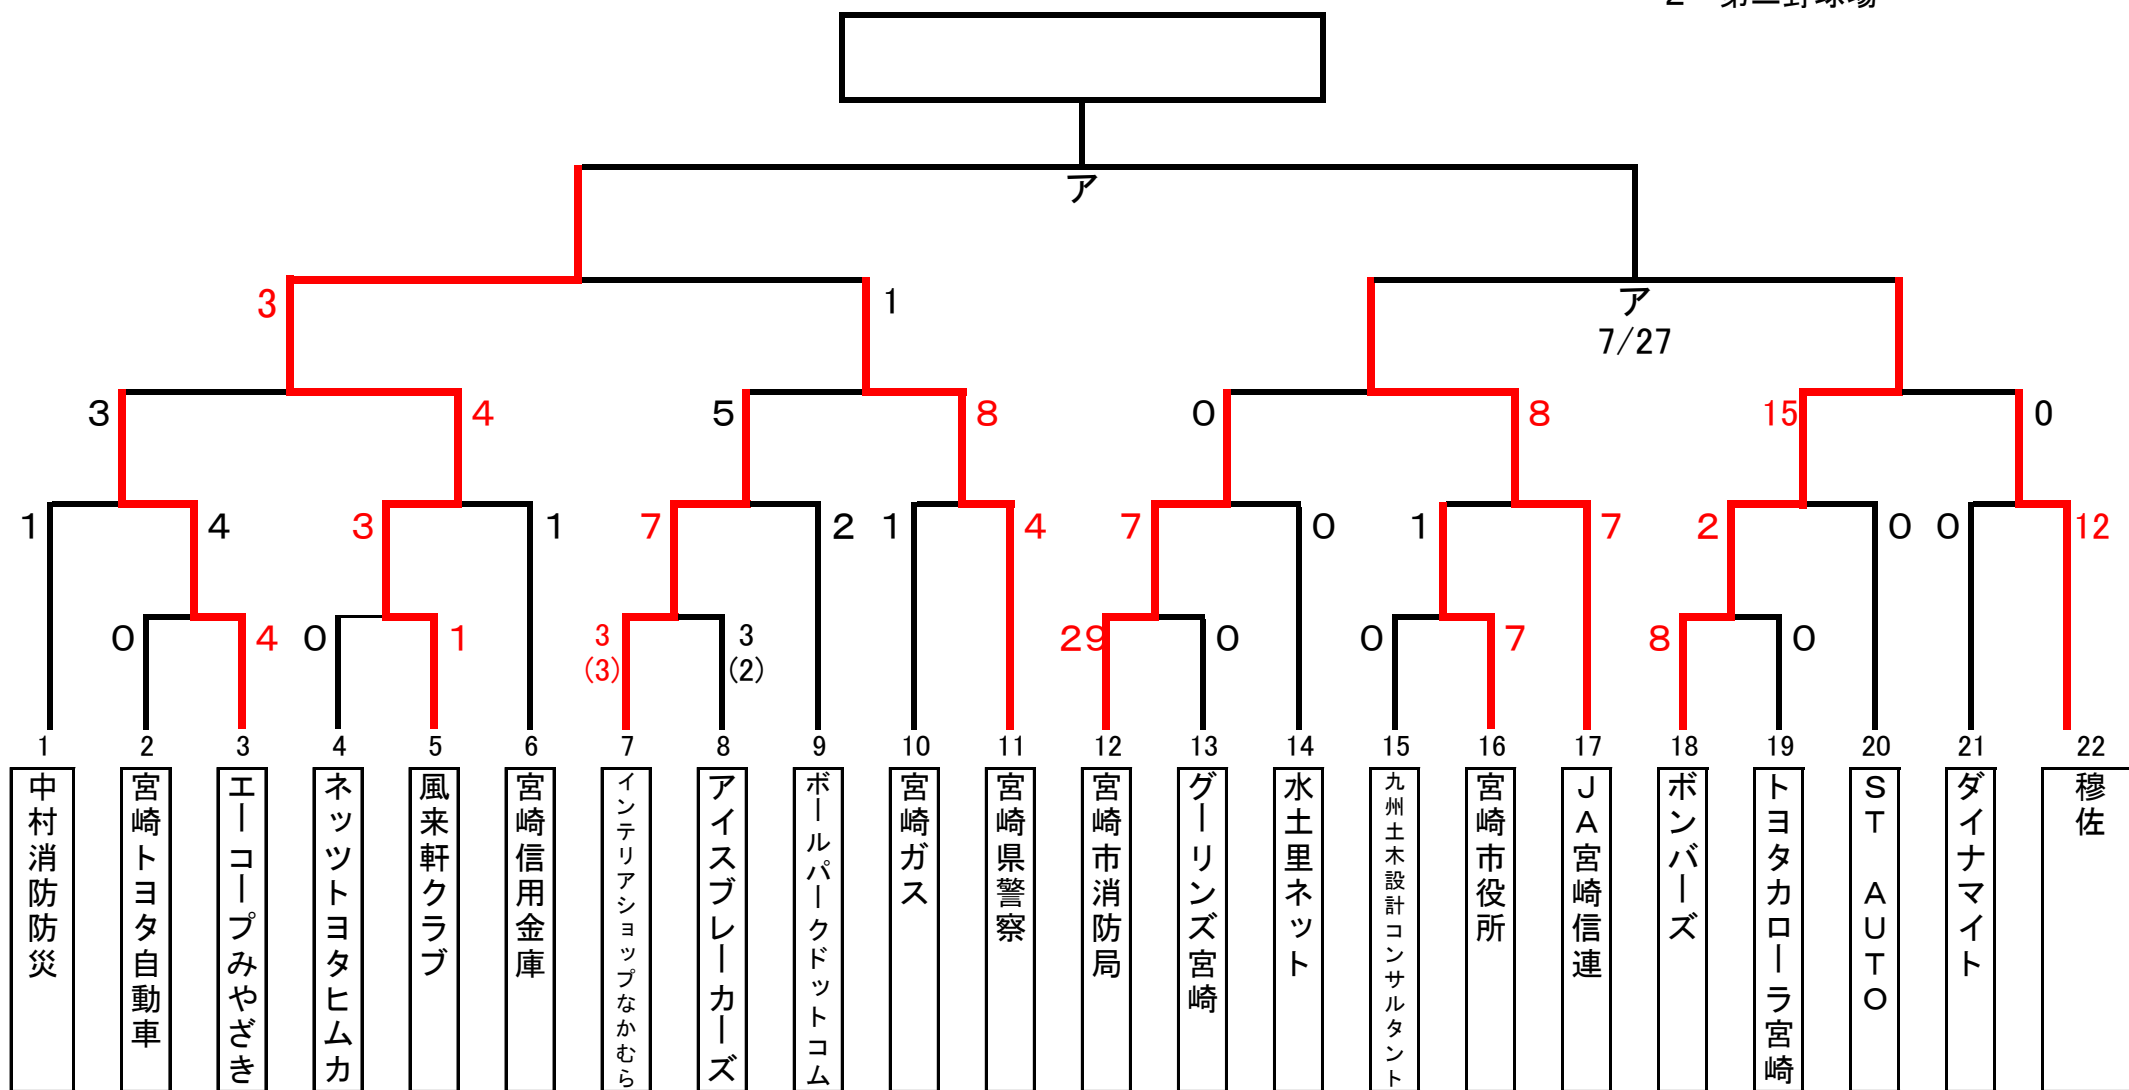 ア
3
1
ア
7/27
3
4
5
8
0
8
15
0
1
4
3
1
7
2
1
4
7
0
1
7
2
0
0
12
0
4
0
1
3
(3)
3
(2)
29
0
0
7
8
0
1
2
3
4
5
6
7
8
9
10
11
12
13
14
15
16
17
18
19
20
21
22
中村消防防災
宮崎トヨタ自動車
エーコープみやざき
ネッツトヨタヒムカ
風来軒クラブ
宮崎信用金庫
インテリアショップなかむら
アイスブレーカーズ
ボールパークドットコム
宮崎ガス
宮崎県警察
宮崎市消防局
グーリンズ宮崎
水土里ネット
九州土木設計コンサルタント
宮崎市役所
JA宮崎信連
ボンバーズ
トヨタカローラ宮崎
ST AUTO
ダイナマイト
穆佐